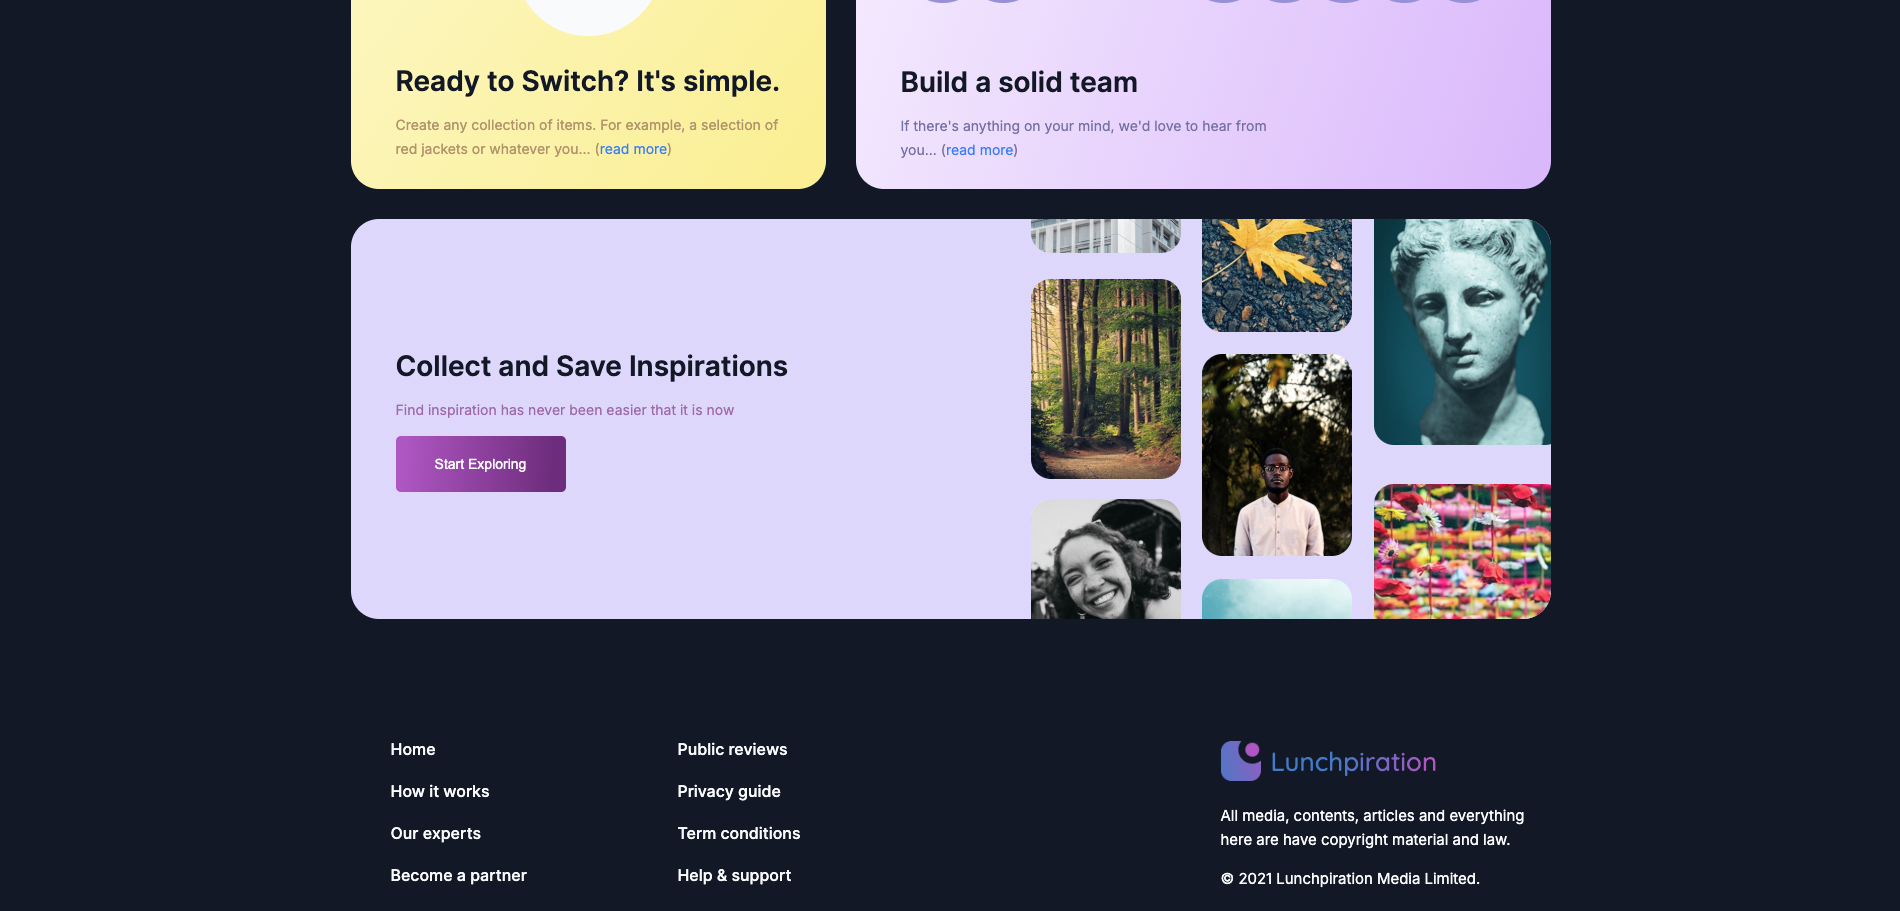 Ready to Switch? It's simple.
Create any collection of items. For example, a selection of
red jackets or whatever you... (read more)
Build a solid team
If there's anything on your mind, we'd love to hear from
you... (read more)
Collect and Save Inspirations
Find inspiration has never been easier that it is now
Start Exploring
Home
How it works
Our experts
Become a partner
Public reviews
Privacy guide
Term conditions
Help & support
Lunchpiration
All media, contents, articles and everything
here are have copyright material and law.
© 2021 Lunchpiration Media Limited.